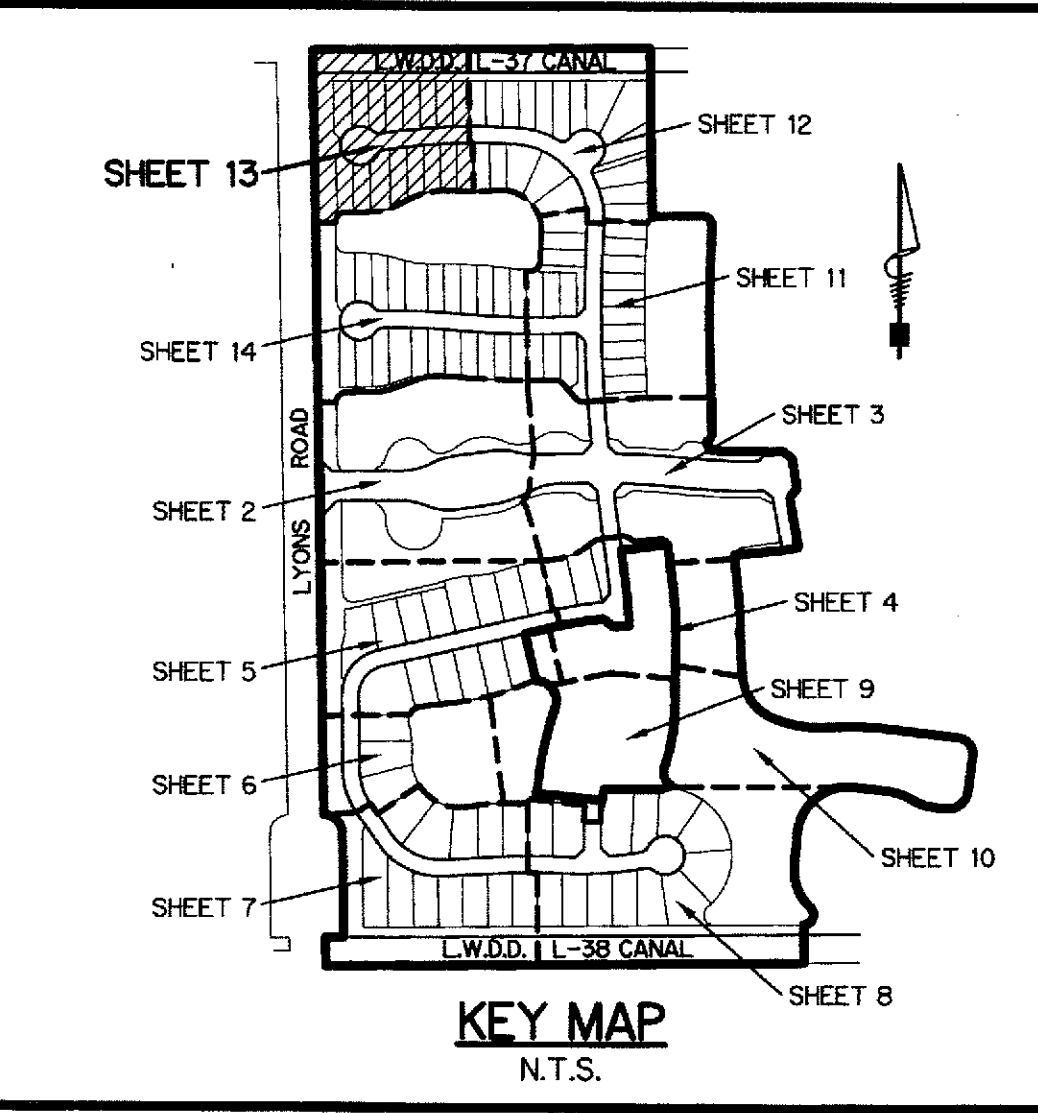 L.W.D.D. L-37 CANAL
SHEET 12
SHEET 13
SHEET 11
SHEET 14
SHEET 3
LYONS ROAD
SHEET 2
SHEET 4
SHEET 5
SHEET 9
SHEET 6
SHEET 10
SHEET 7
L.W.D.D. L-38 CANAL
SHEET 8
KEY MAP
N.T.S.